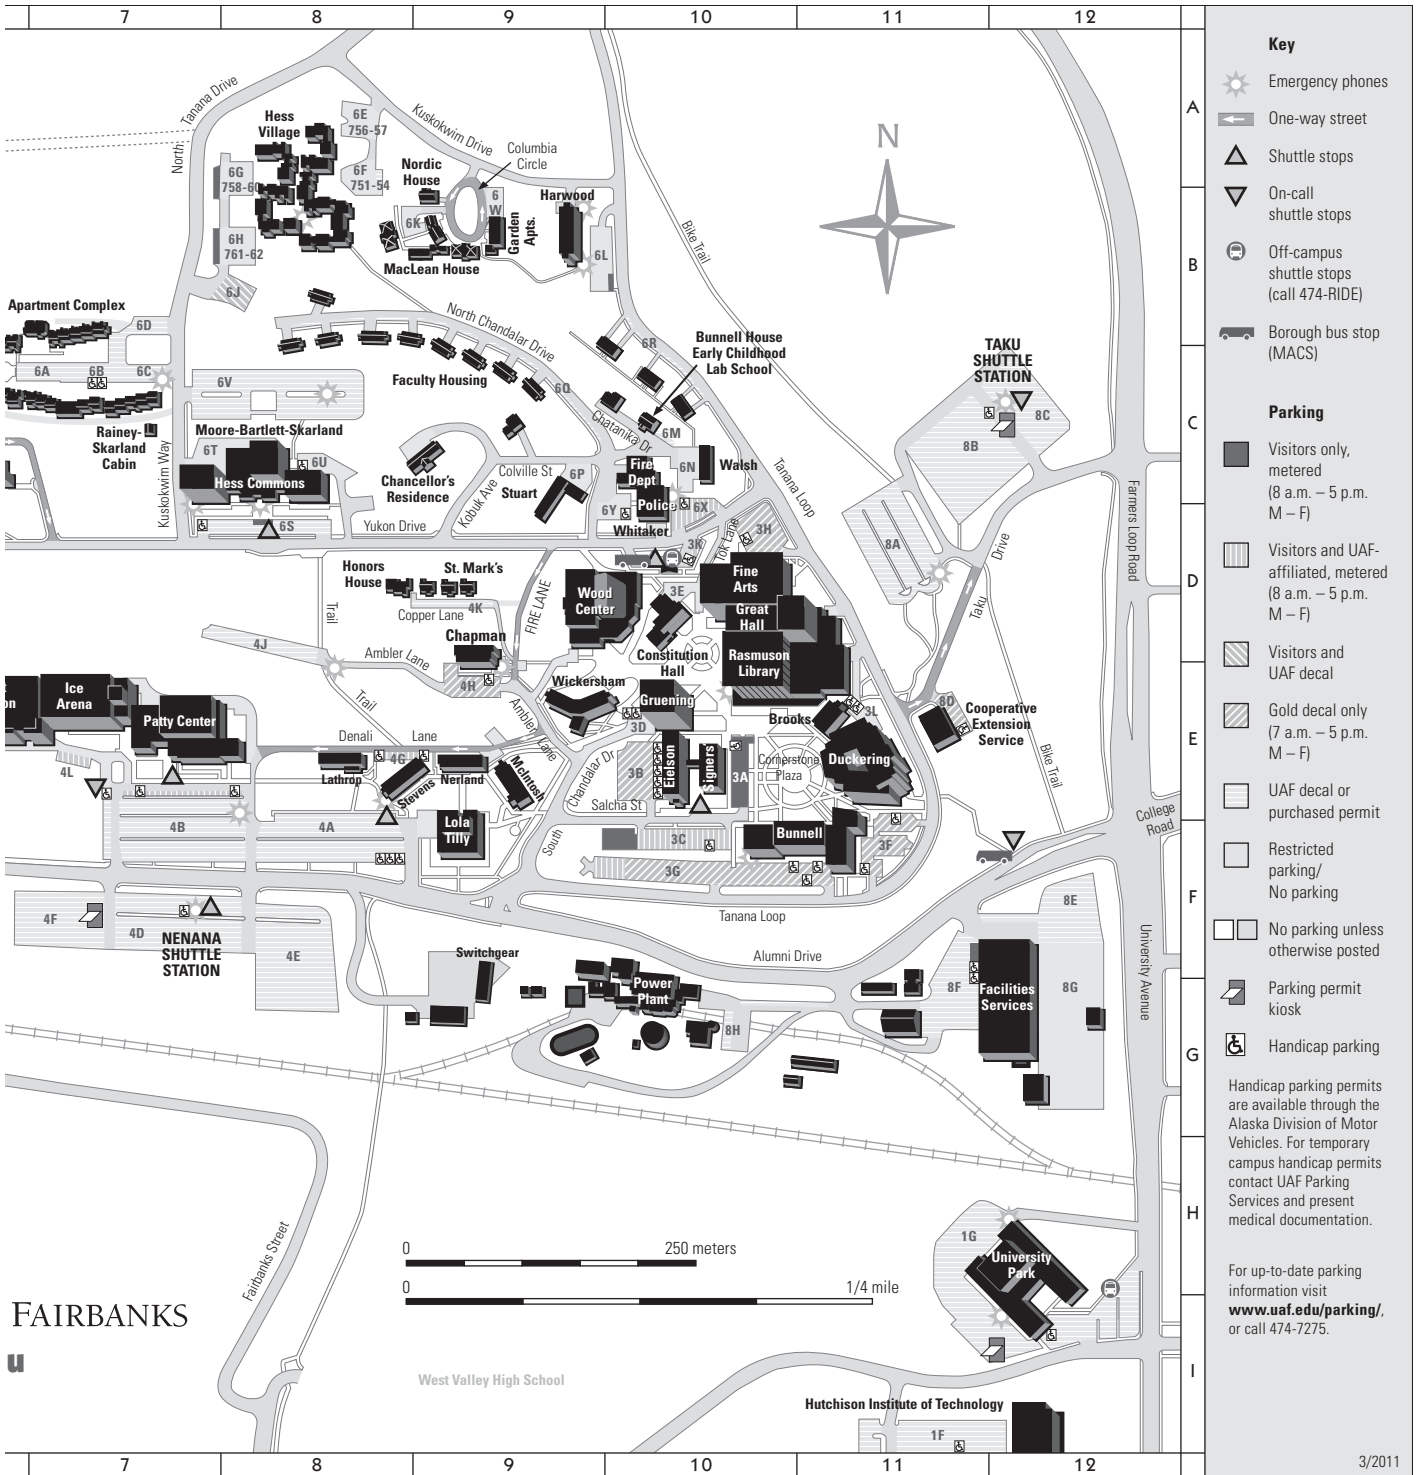 7
8
9
10
11
12
A
B
C
D
E
F
G
H
I
N
North
Tanana Drive
Hess
Village
6E
756-57
6F
751-54
6G
758-60
6H
761-62
6J
Kuskokwim Drive
Columbia
Circle
Nordic
House
6K
6
W
Garden
Apts.
Harwood
6L
MacLean House
Bike Trail
Apartment Complex
6D
6A
6B
6C
6V
North Chandalar Drive
Faculty Housing
6Q
6R
Bunnell House
Early Childhood
Lab School
TAKU
SHUTTLE
STATION
8C
8B
Rainey-
Skarland
Cabin
Moore-Bartlett-Skarland
6T
6U
Hess Commons
Kuskokwim Way
6S
Chancellor's
Residence
Chatanika Dr
6M
Colville St
6P
Kobuk Ave
Stuart
Fire
Dept
Police
6N
Walsh
6Y
6X
Whitaker
Tanana Loop
Yukon Drive
3K
Tok Lane
3H
8A
Taku
Drive
Farmers Loop Road
Honors
House
St. Mark's
4K
Copper Lane
Chapman
FIRE LANE
Wood
Center
3E
Fine
Arts
Great
Hall
Constitution
Hall
Rasmuson
Library
Trail
4J
Ambler Lane
4H
Wickersham
Gruening
Ice
Arena
on
Patty Center
Trail
Denali
Lane
Ambler Lane
3D
Brooks
3L
8D
Cooperative
Extension
Service
4L
4G
Lathrop
Stevens
Nerland
McIntosh
Chandalar Dr
South
3B
Eielson
Signers'
3A
Cornerstone
Plaza
Duckering
Bike Trail
Salcha St
4B
4A
Lola
Tilly
3C
Bunnell
3F
3G
College
Road
Tanana Loop
4F
4D
NENANA
SHUTTLE
STATION
4E
Switchgear
Alumni Drive
8E
Power
Plant
8H
8F
Facilities
Services
8G
University Avenue
Fairbanks Street
1G
University
Park
0
250 meters
0
1/4 mile
FAIRBANKS
u
West Valley High School
Hutchison Institute of Technology
1F
7
8
9
10
11
12
Key
Emergency phones
One-way street
Shuttle stops
On-call
shuttle stops
Off-campus
shuttle stops
(call 474-RIDE)
Borough bus stop
(MACS)
Parking
Visitors only,
metered
(8 a.m. – 5 p.m.
M – F)
Visitors and UAF-
affiliated, metered
(8 a.m. – 5 p.m.
M – F)
Visitors and
UAF decal
Gold decal only
(7 a.m. – 5 p.m.
M – F)
UAF decal or
purchased permit
Restricted
parking/
No parking
No parking unless
otherwise posted
Parking permit
kiosk
Handicap parking
Handicap parking permits
are available through the
Alaska Division of Motor
Vehicles. For temporary
campus handicap permits
contact UAF Parking
Services and present
medical documentation.
For up-to-date parking
information visit
www.uaf.edu/parking/,
or call 474-7275.
3/2011